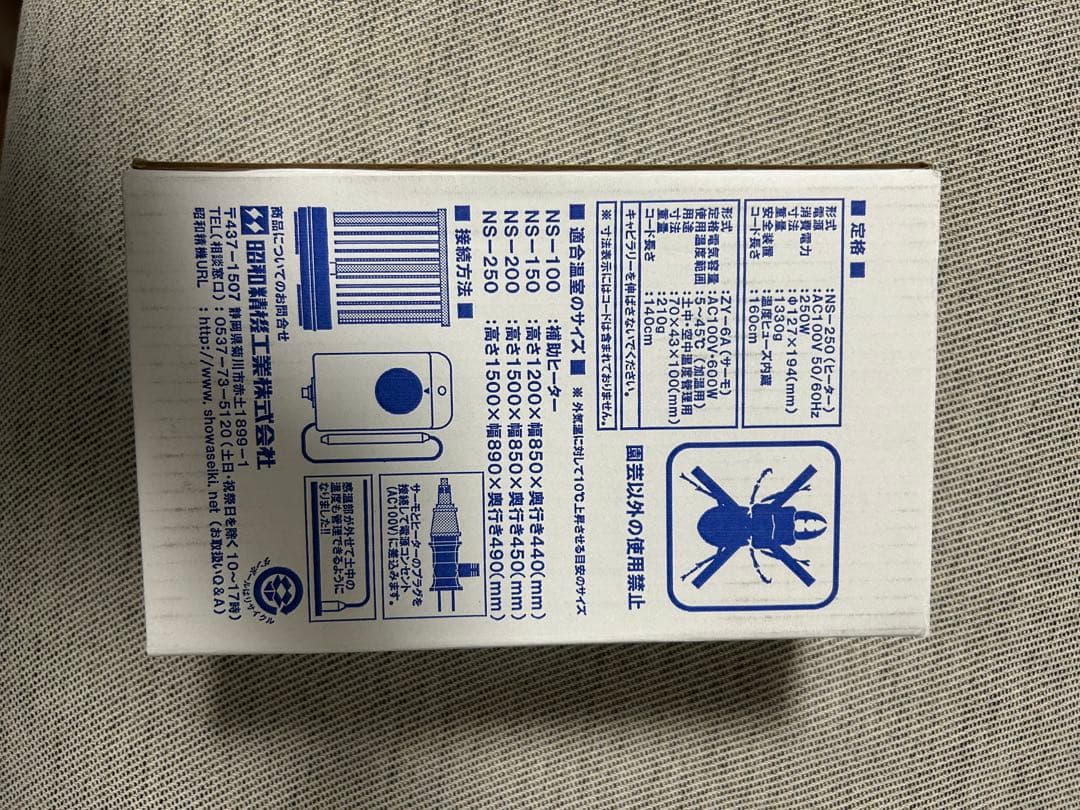 ■ 定格 ■
形式 :NS-250(ヒーター)
電源 :AC100V 50/60Hz
消費電力 :250W
寸法 :φ127×194(mm)
重量 :1350g
安全装置 :温度ヒューズ内蔵
コード長さ :160cm
形式 :ZY-6A(サーモ)
定格電気容量 :AC100V・600W
使用温度範囲 :5~45℃(加温用)
用途 :土中・空中温度管理用
寸法 :70×43×100(mm)
重量 :210g
コード長さ :140cm
※ 寸法表示にはコードは含まれておりません。
キャピラリーを伸ばさないでください。
園芸以外の使用禁止
■ 適合温室のサイズ ■ ※ 外気温に対して10℃上昇させる目安のサイズ
NS-100 :補助ヒーター
NS-150 :高さ1200×幅850×奥行き440(mm)
NS-200 :高さ1500×幅850×奥行き450(mm)
NS-250 :高さ1500×幅890×奥行き490(mm)
■ 接続方法 ■
サーモとヒーターのプラグを
接続して電源コンセント
(AC100V)に差込みます。
感温部が外せて土中の
温度も管理できるように
なりました!!
商品についてのお問合せ
昭和精機工業株式会社
〒437-1507 静岡県菊川市赤土1899-1
TEL(相談窓口):0537-73-5120(土日・祝祭日を除く10~17時)
昭和精機URL :http://www.showaseiki.net(お取扱いQ&A)
ダンボールはリサイクル